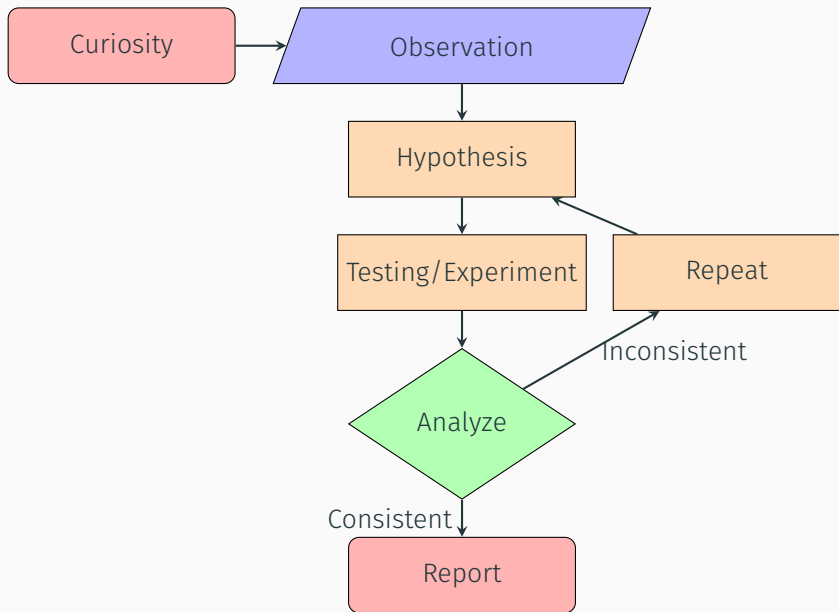 Curiosity
Observation
Hypothesis
Testing/Experiment
Repeat
Inconsistent
Analyze
Consistent
Report